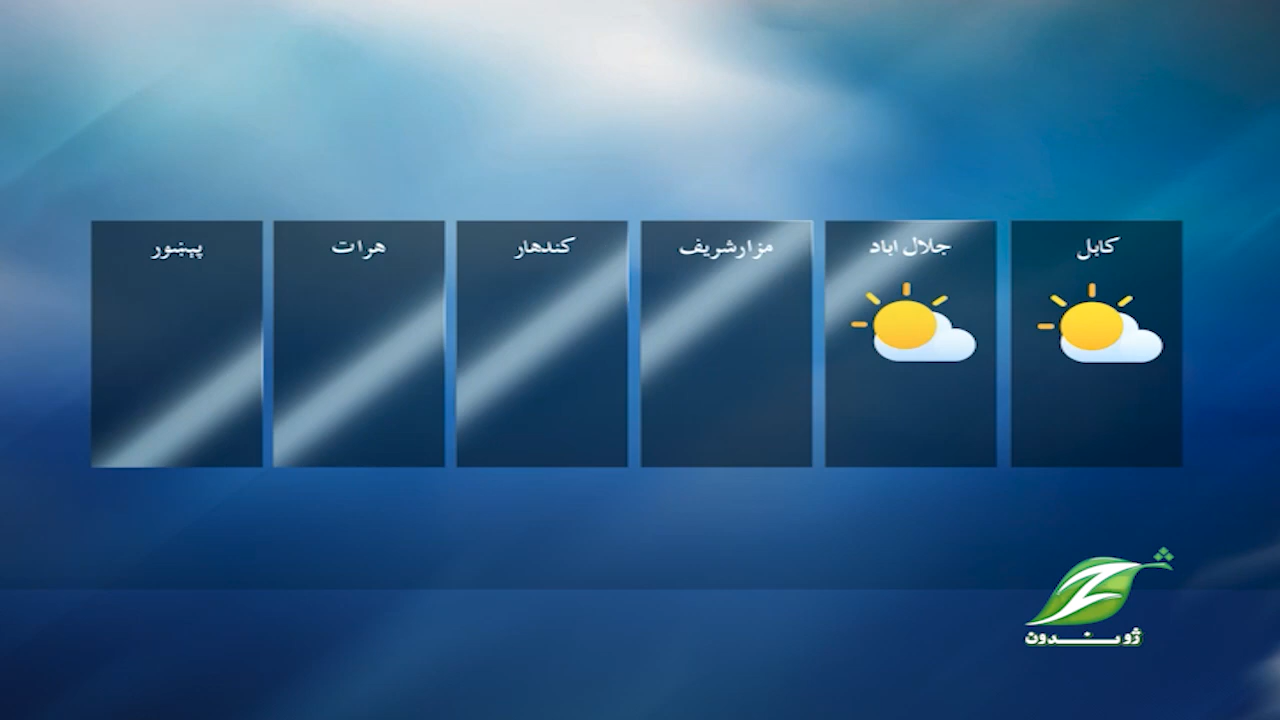 کابل
جلال اباد
مزارشریف
کندهار
هرات
پېښور
ژوندون